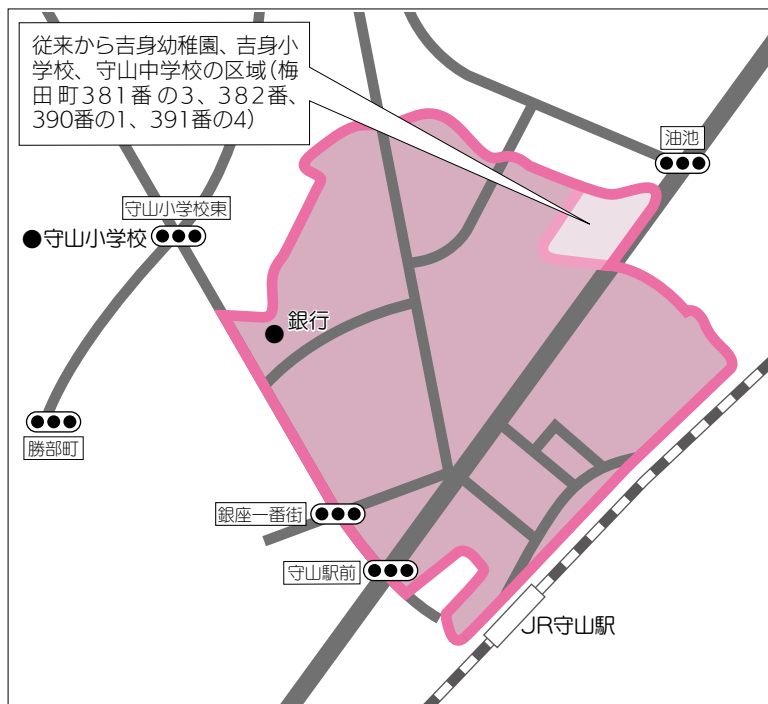 従来から吉身幼稚園、吉身小
学校、守山中学校の区域(梅
田町381番の3、382番、
390番の1、391番の4)
油池
守山小学校東
●守山小学校
銀行
勝部町
銀座一番街
守山駅前
JR守山駅